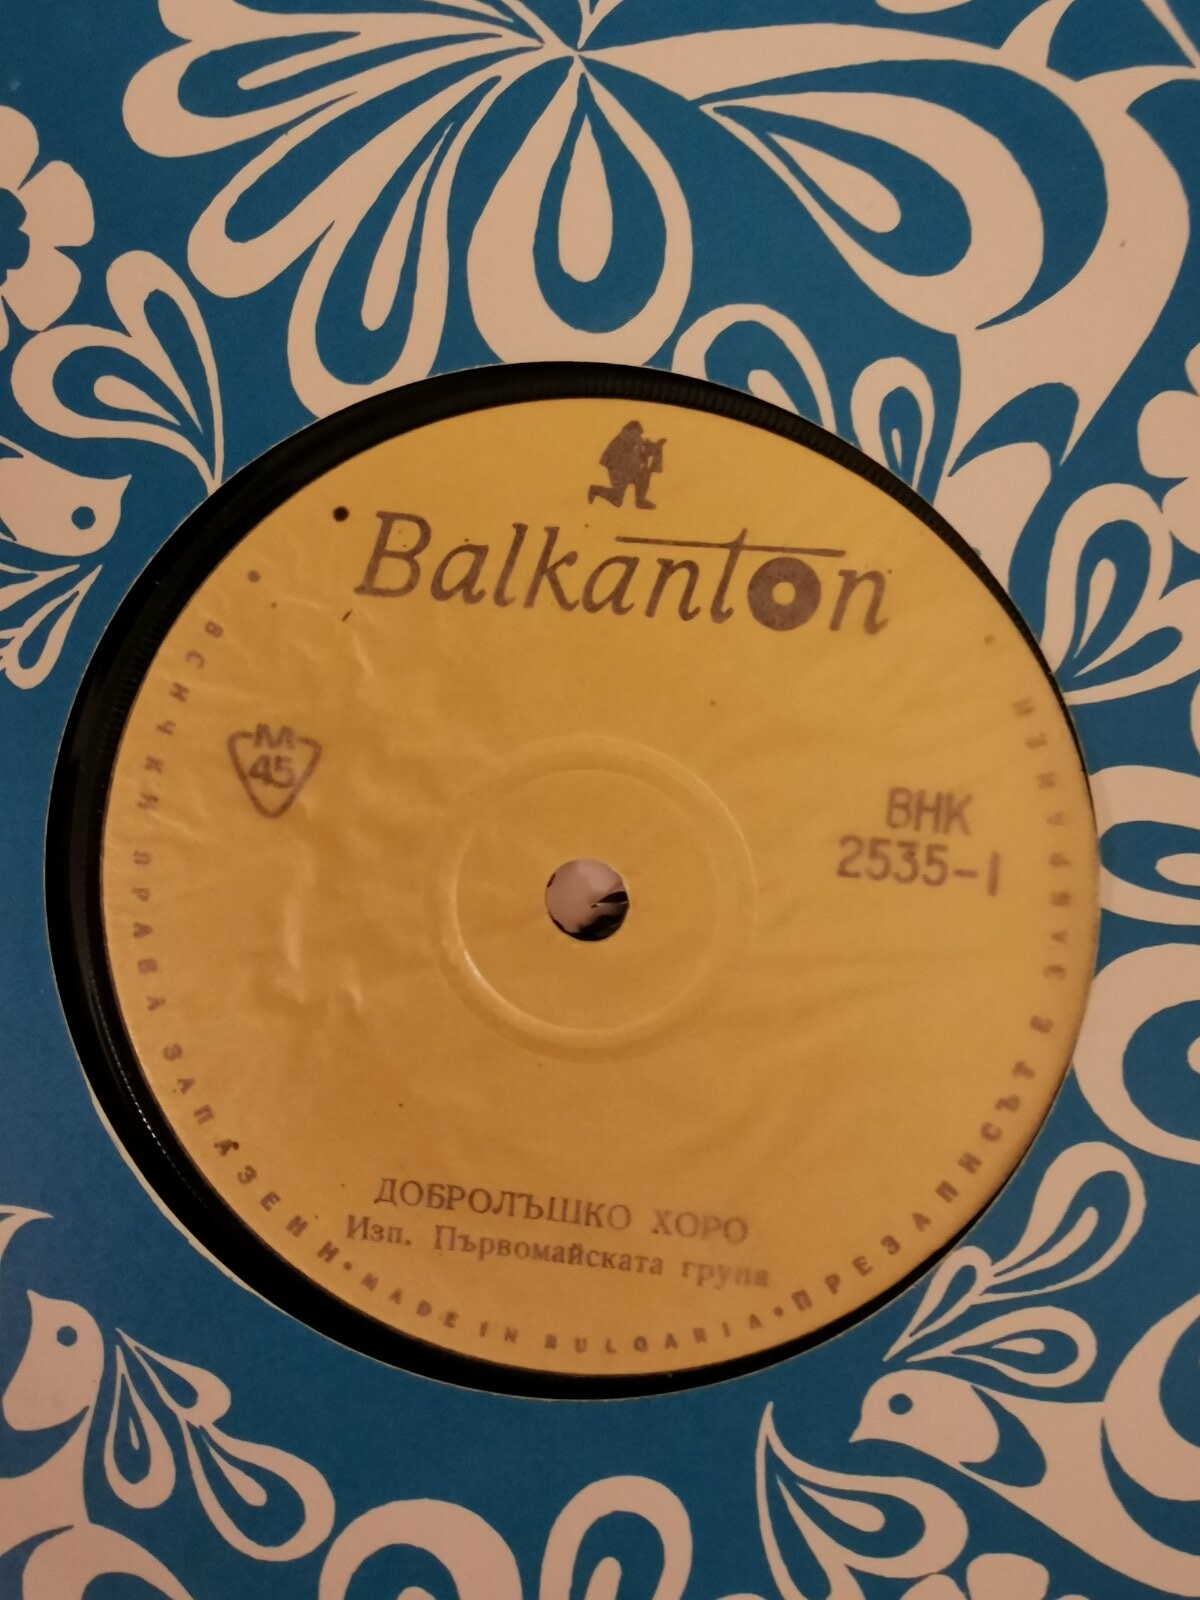 Balkanton
М
45
ВНК
2535-I
ДОБРОЛЪШКО ХОРО
Изп. Първомайската група
ВСИЧКИ ПРАВА ЗАПАЗЕНИ • MADE IN BULGARIA • ПРЕЗАПИСЪТ Е ЗАБРАНЕН